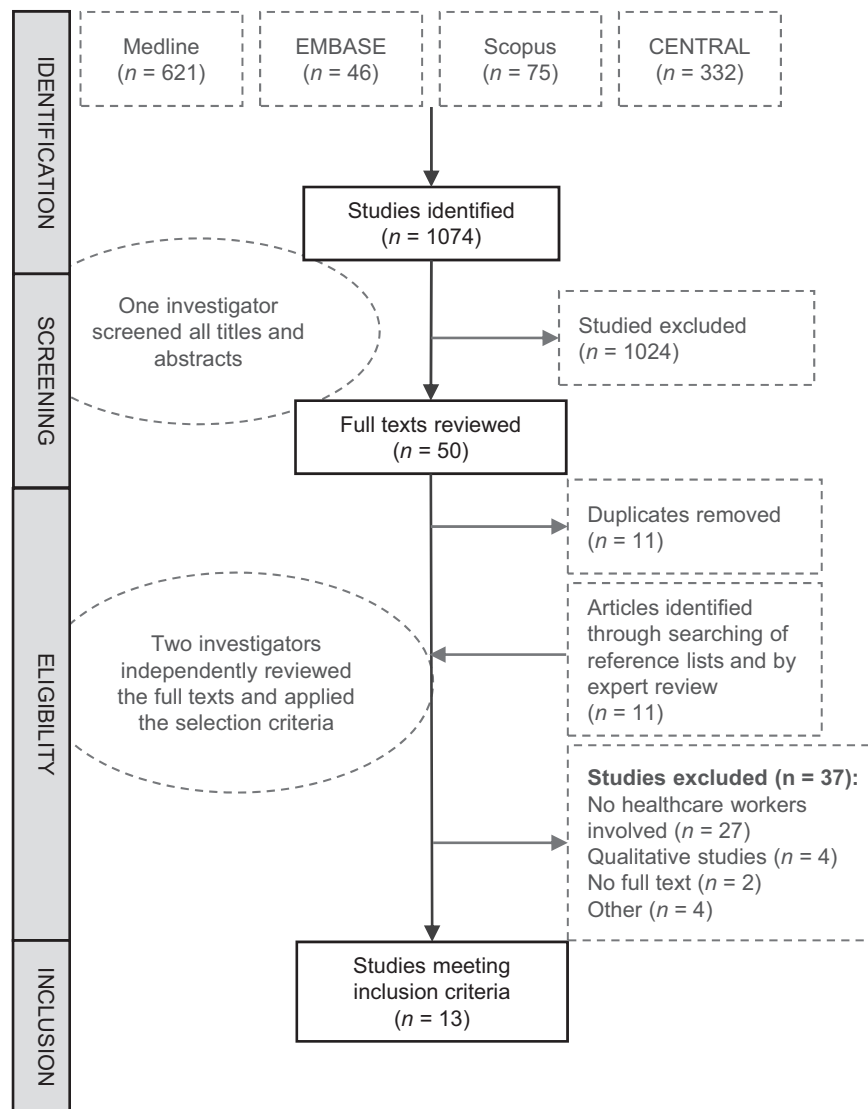 IDENTIFICATION
Medline
(n = 621)
EMBASE
(n = 46)
Scopus
(n = 75)
CENTRAL
(n = 332)
Studies identified
(n = 1074)
SCREENING
One investigator
screened all titles and
abstracts
Studied excluded
(n = 1024)
Full texts reviewed
(n = 50)
ELIGIBILITY
Duplicates removed
(n = 11)
Articles identified
through searching of
reference lists and by
expert review
(n = 11)
Two investigators
independently reviewed
the full texts and applied
the selection criteria
Studies excluded (n = 37):
No healthcare workers
involved (n = 27)
Qualitative studies (n = 4)
No full text (n = 2)
Other (n = 4)
INCLUSION
Studies meeting
inclusion criteria
(n = 13)